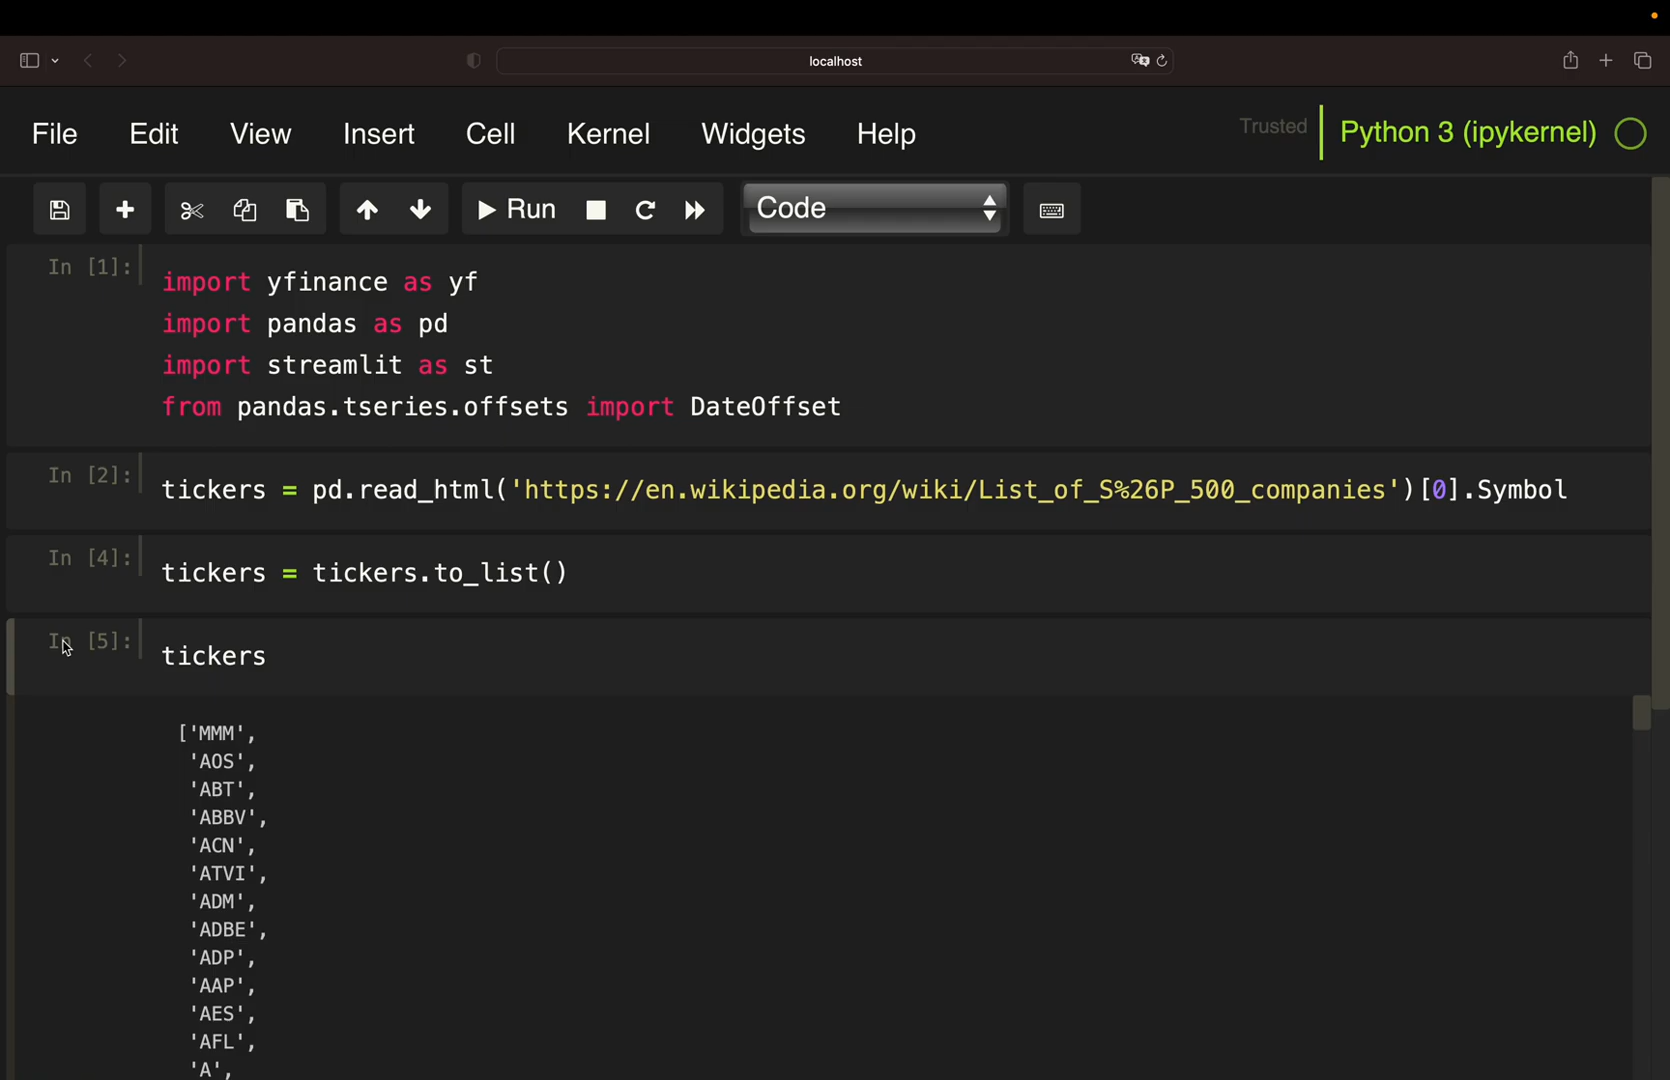 localhost
File Edit View Insert Cell Kernel Widgets Help Trusted Python 3 (ipykernel)
Run Code
In [1]:
import yfinance as yf
import pandas as pd
import streamlit as st
from pandas.tseries.offsets import DateOffset
In [2]:
tickers = pd.read_html('https://en.wikipedia.org/wiki/List_of_S%26P_500_companies')[0].Symbol
In [4]:
tickers = tickers.to_list()
In [5]:
tickers
['MMM',
'AOS',
'ABT',
'ABBV',
'ACN',
'ATVI',
'ADM',
'ADBE',
'ADP',
'AAP',
'AES',
'AFL',
'A',